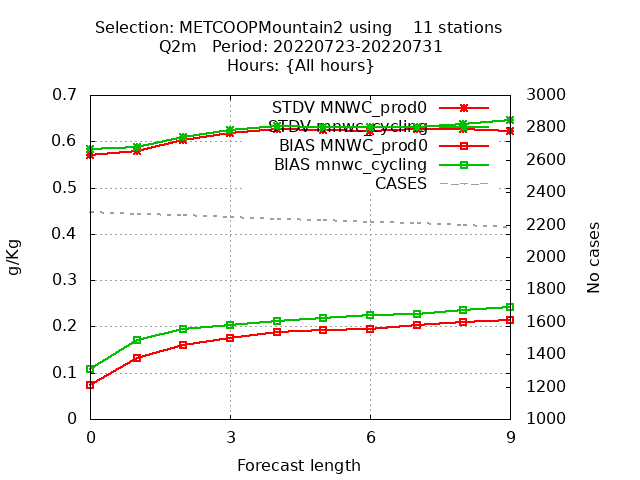 Selection: METCOOPMountain2 using    11 stations
Q2m   Period: 20220723-20220731
Hours: {All hours}
0.7
0.6
0.5
0.4
0.3
0.2
0.1
0
g/Kg
STDV MNWC_prod0
STDV mnwc_cycling
BIAS MNWC_prod0
BIAS mnwc_cycling
CASES
3000
2800
2600
2400
2200
2000
1800
1600
1400
1200
1000
No cases
0
3
6
9
Forecast length